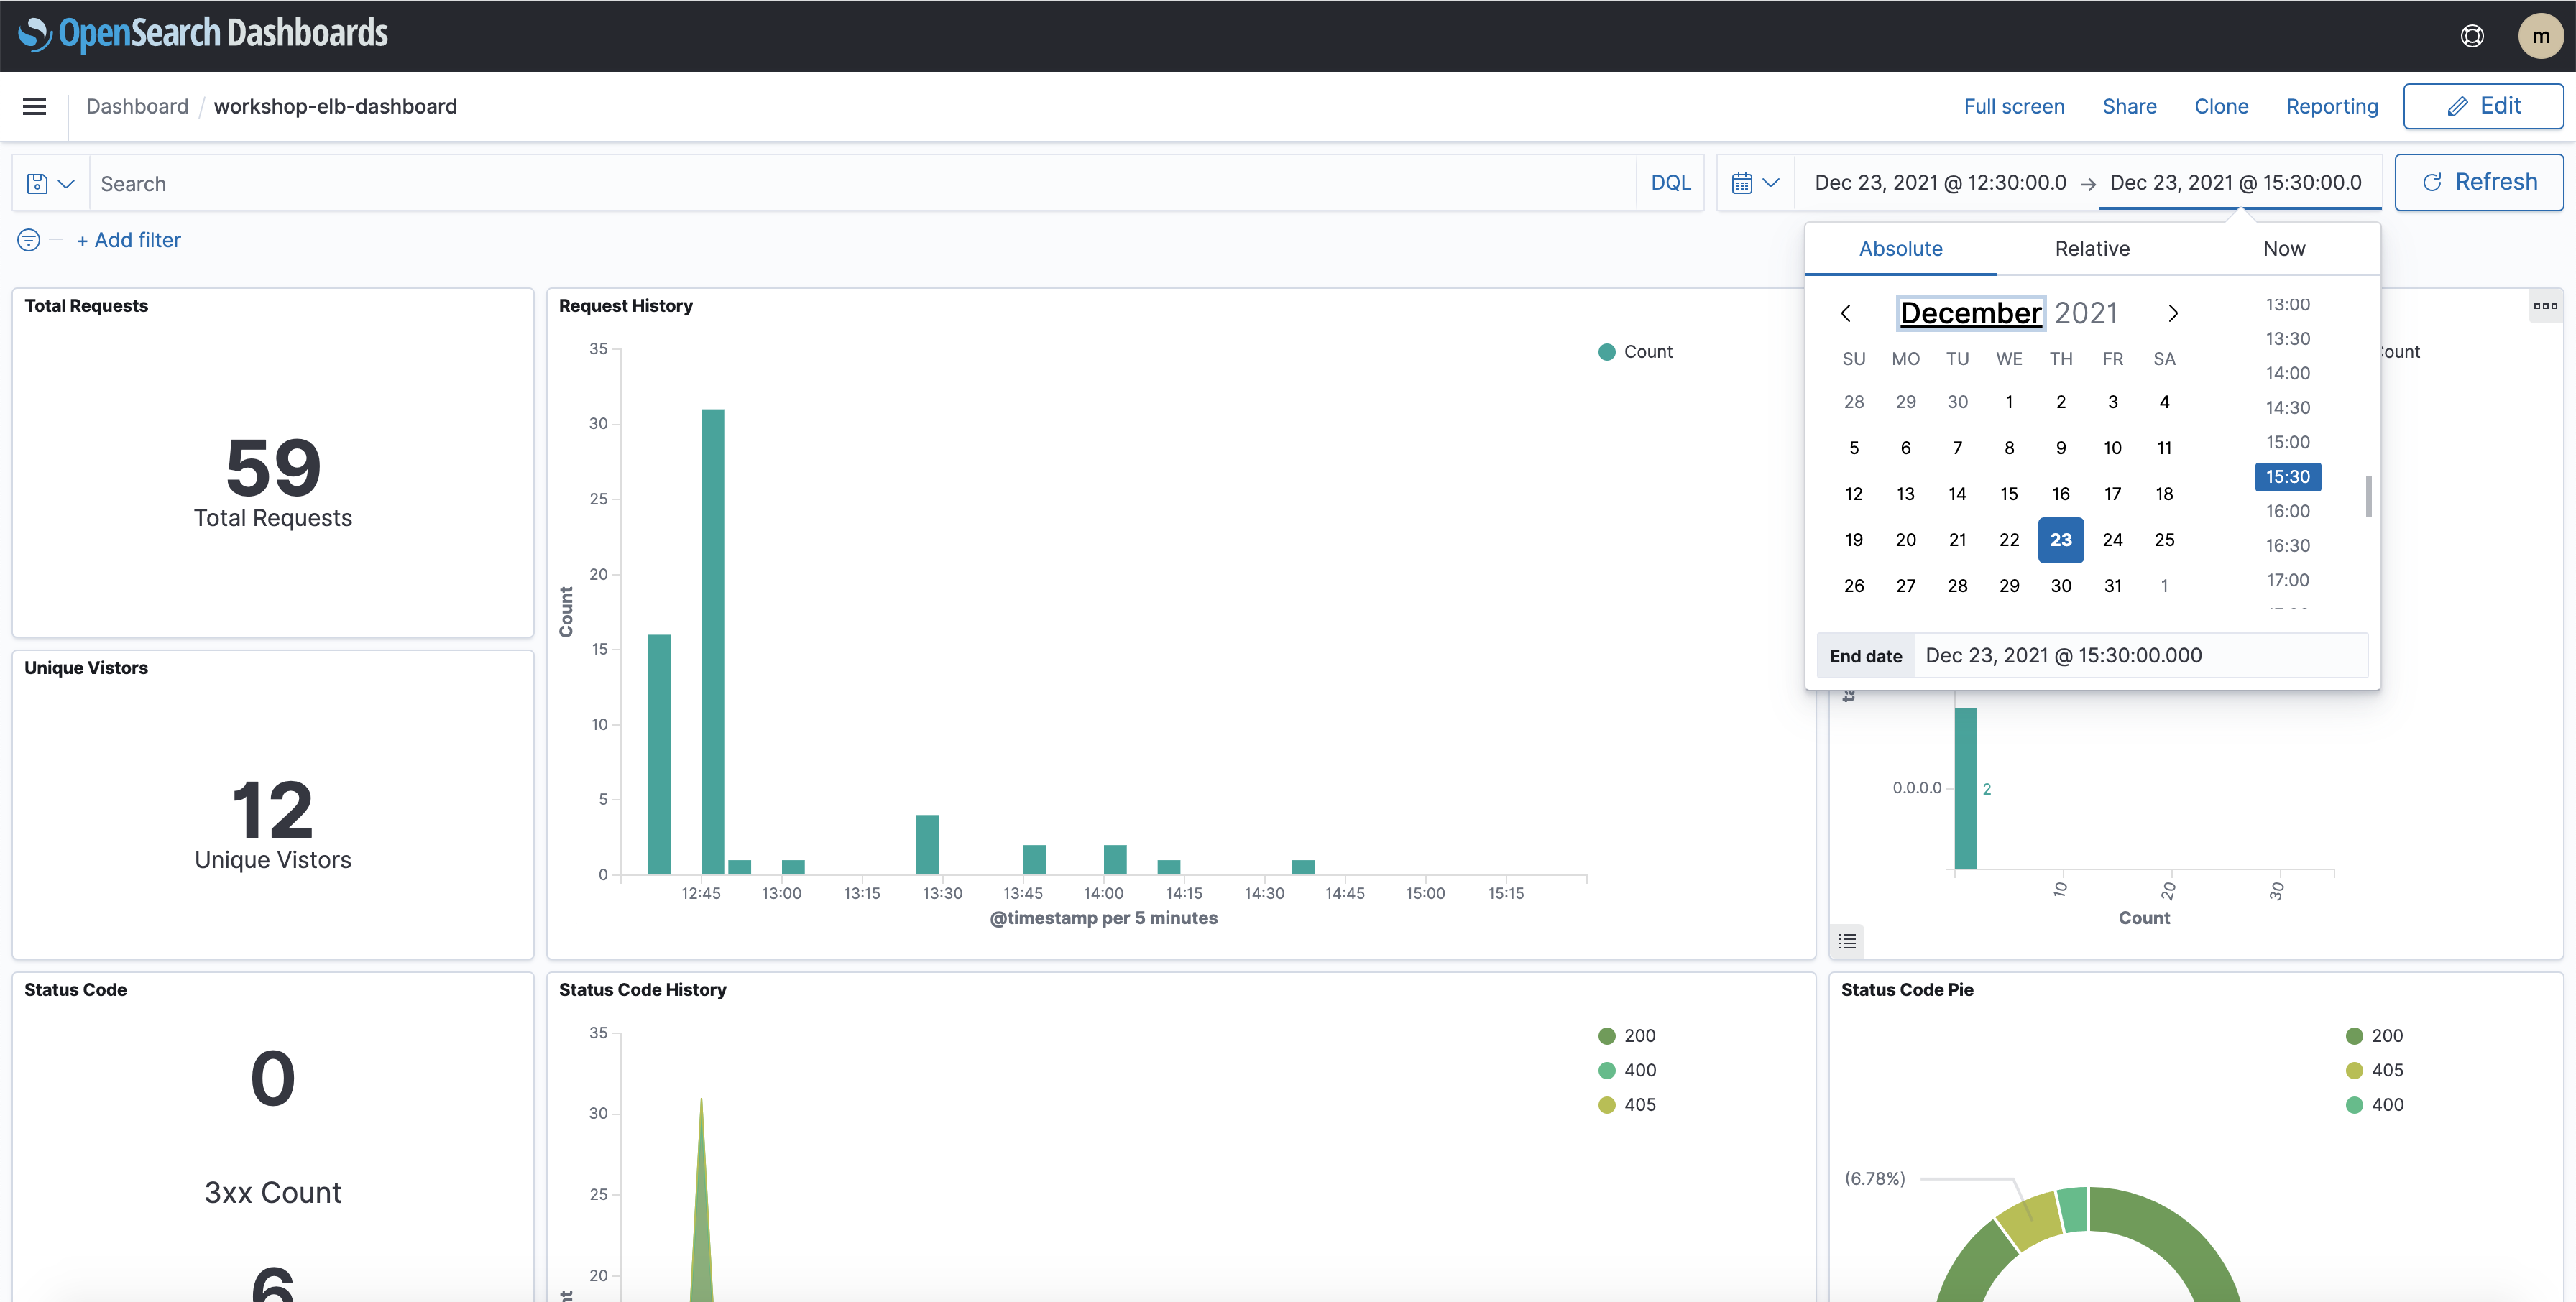 OpenSearch Dashboards
m
Dashboard / workshop-elb-dashboard
Full screen Share Clone Reporting Edit
Search
DQL
Dec 23, 2021 @ 12:30:00.0 → Dec 23, 2021 @ 15:30:00.0
Refresh
+ Add filter
Absolute Relative Now
December 2021
SU MO TU WE TH FR SA
28 29 30 1 2 3 4
5 6 7 8 9 10 11
12 13 14 15 16 17 18
19 20 21 22 23 24 25
26 27 28 29 30 31 1
13:00
13:30
14:00
14:30
15:00
15:30
16:00
16:30
17:00
End date Dec 23, 2021 @ 15:30:00.000
Total Requests
59
Total Requests
Unique Vistors
12
Unique Vistors
Request History
Count
35
30
25
20
15
10
5
0
Count
12:45 13:00 13:15 13:30 13:45 14:00 14:15 14:30 14:45 15:00 15:15
@timestamp per 5 minutes
0.0.0.0
2
10 20 30
Count
Status Code
0
3xx Count
6
Status Code History
35
30
25
20
200
400
405
Status Code Pie
200
405
400
(6.78%)